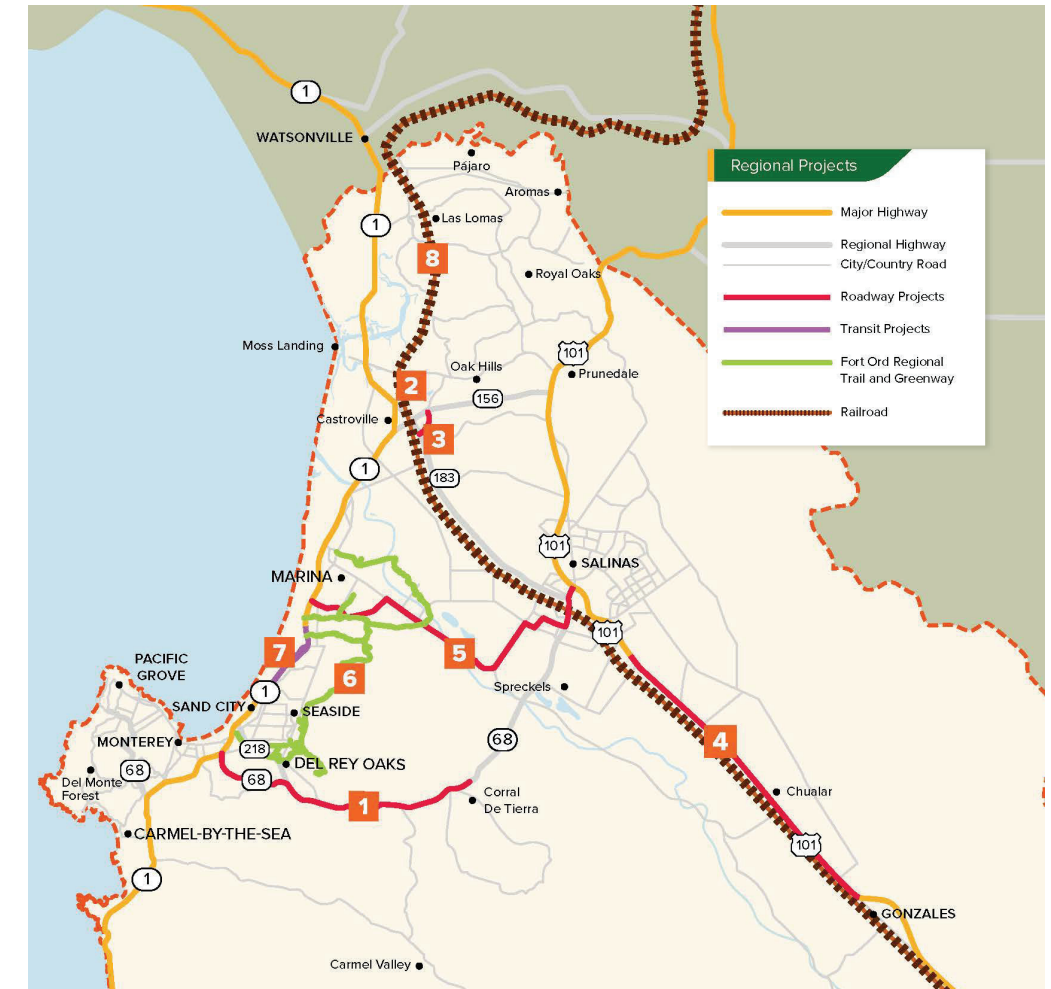 1
WATSONVILLE
Pájaro
Regional Projects
Aromas
Major Highway
1
Las Lomas
Regional Highway
8
City/Country Road
Royal Oaks
Roadway Projects
Transit Projects
Moss Landing
101
Fort Ord Regional
Trail and Greenway
Oak Hills
Prunedale
2
156
Railroad
Castroville
3
1
183
101
SALINAS
MARINA
101
7
5
PACIFIC
GROVE
6
Spreckels
1
SAND CITY
SEASIDE
MONTEREY
218
68
4
DEL REY OAKS
68
Del Monte
Forest
68
Corral
De Tierra
1
Chualar
CARMEL-BY-THE-SEA
101
1
GONZALES
Carmel Valley